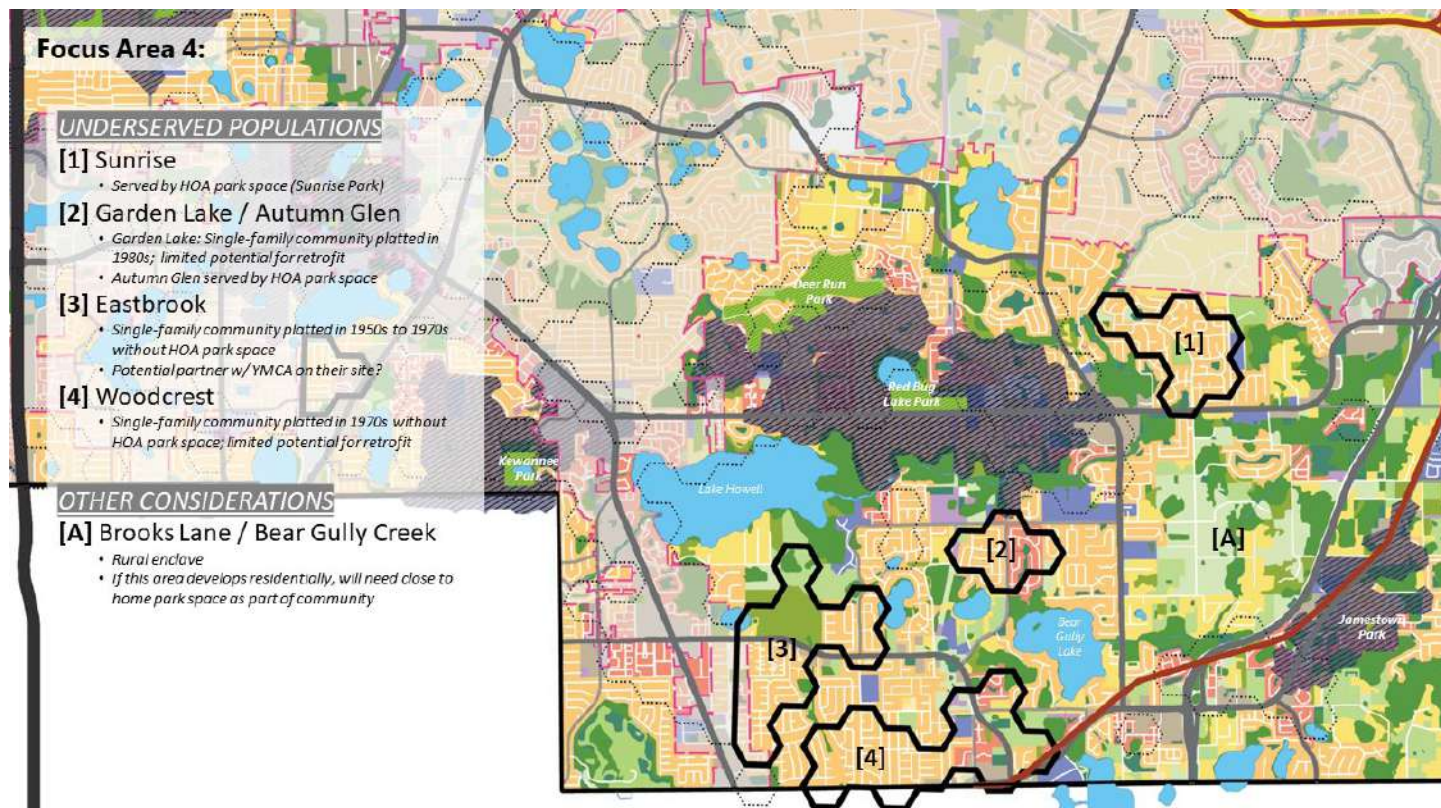 Focus Area 4:
UNDERSERVED POPULATIONS
[1] Sunrise
• Served by HOA park space (Sunrise Park)
[2] Garden Lake / Autumn Glen
• Garden Lake: Single-family community platted in
1980s; limited potential for retrofit
• Autumn Glen served by HOA park space
[3] Eastbrook
• Single-family community platted in 1950s to 1970s
without HOA park space
• Potential partner w/ YMCA on their site?
[4] Woodcrest
• Single-family community platted in 1970s without
HOA park space; limited potential for retrofit
OTHER CONSIDERATIONS
[A] Brooks Lane / Bear Gully Creek
• Rural enclave
• If this area develops residentially, will need close to
home park space as part of community
Deer Run
Park
[1]
Red Bug
Lake Park
Kewannee
Park
Lake Howell
[2]
[A]
Bear
Gully
Lake
Jamestown
Park
[3]
[4]